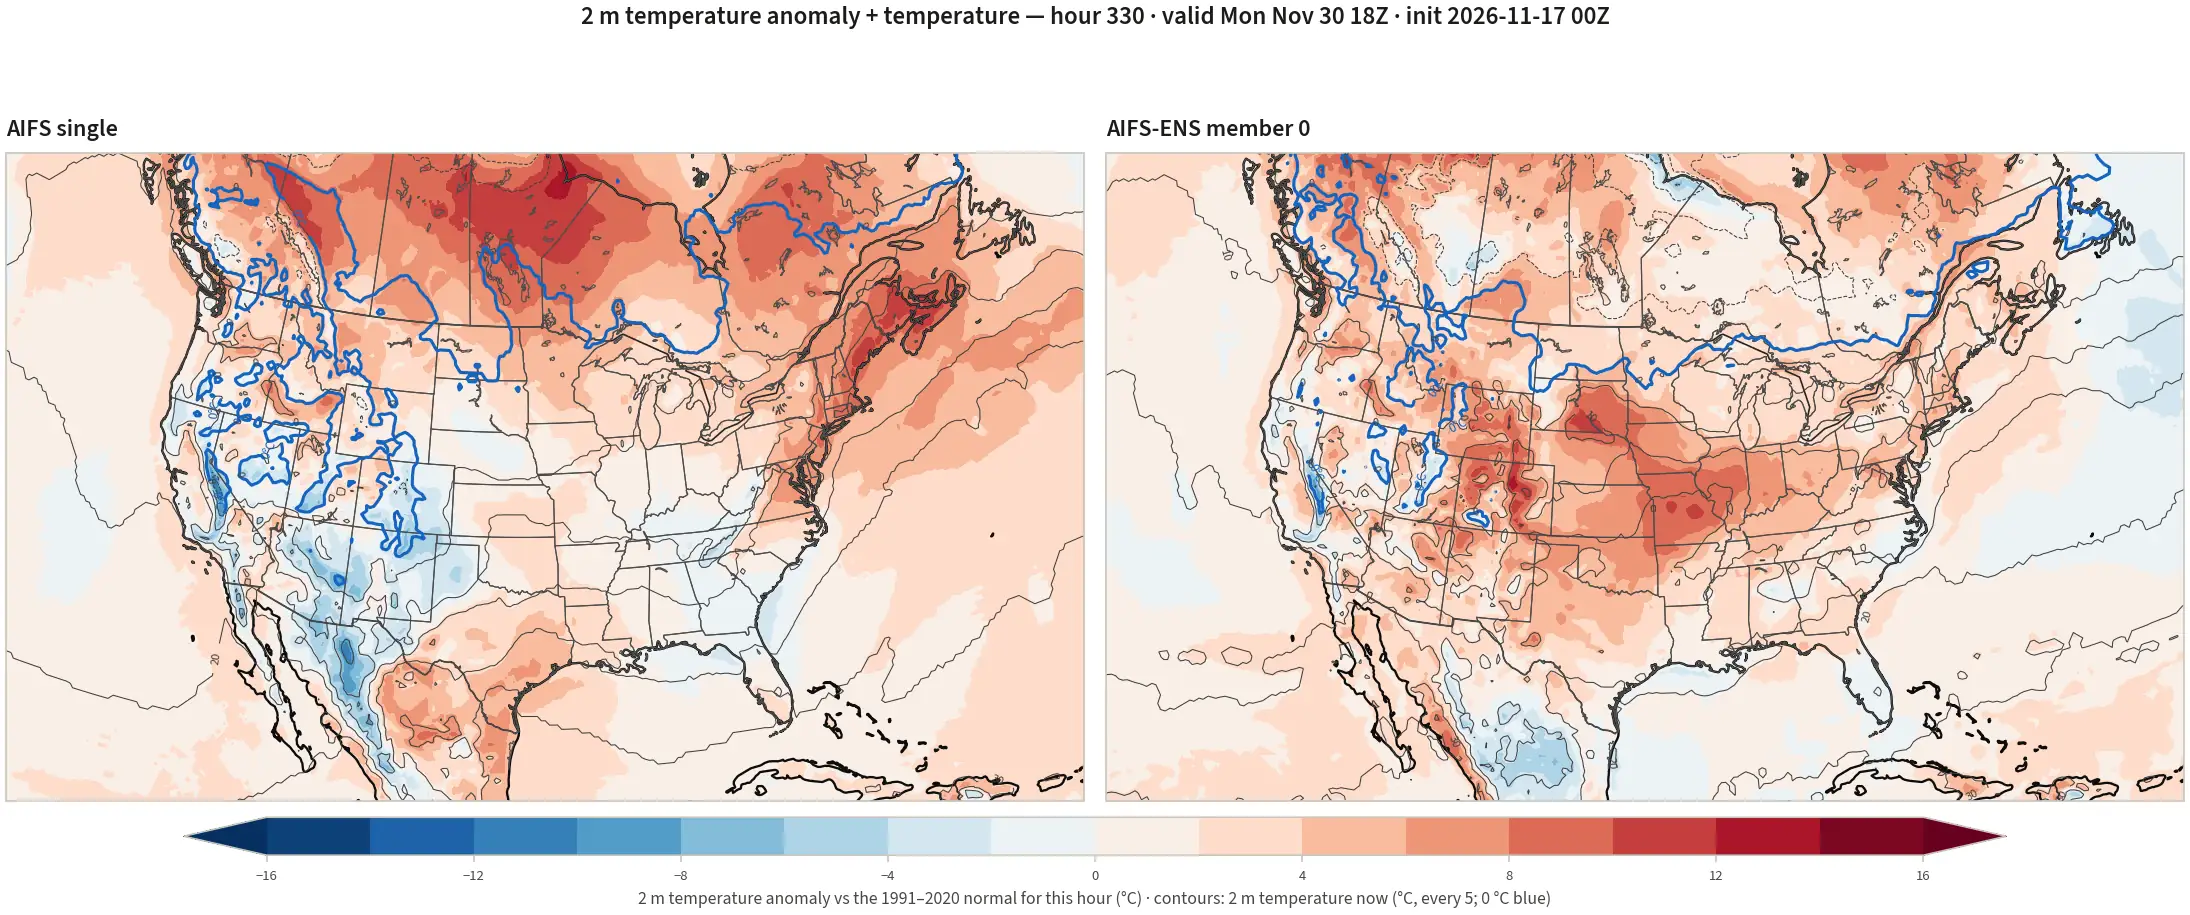 2 m temperature anomaly + temperature — hour 330 · valid Mon Nov 30 18Z · init 2026-11-17 00Z
AIFS single
AIFS-ENS member 0
20
20
−16 −12 −8 −4 0 4 8 12 16
2 m temperature anomaly vs the 1991–2020 normal for this hour (°C) · contours: 2 m temperature now (°C, every 5; 0 °C blue)